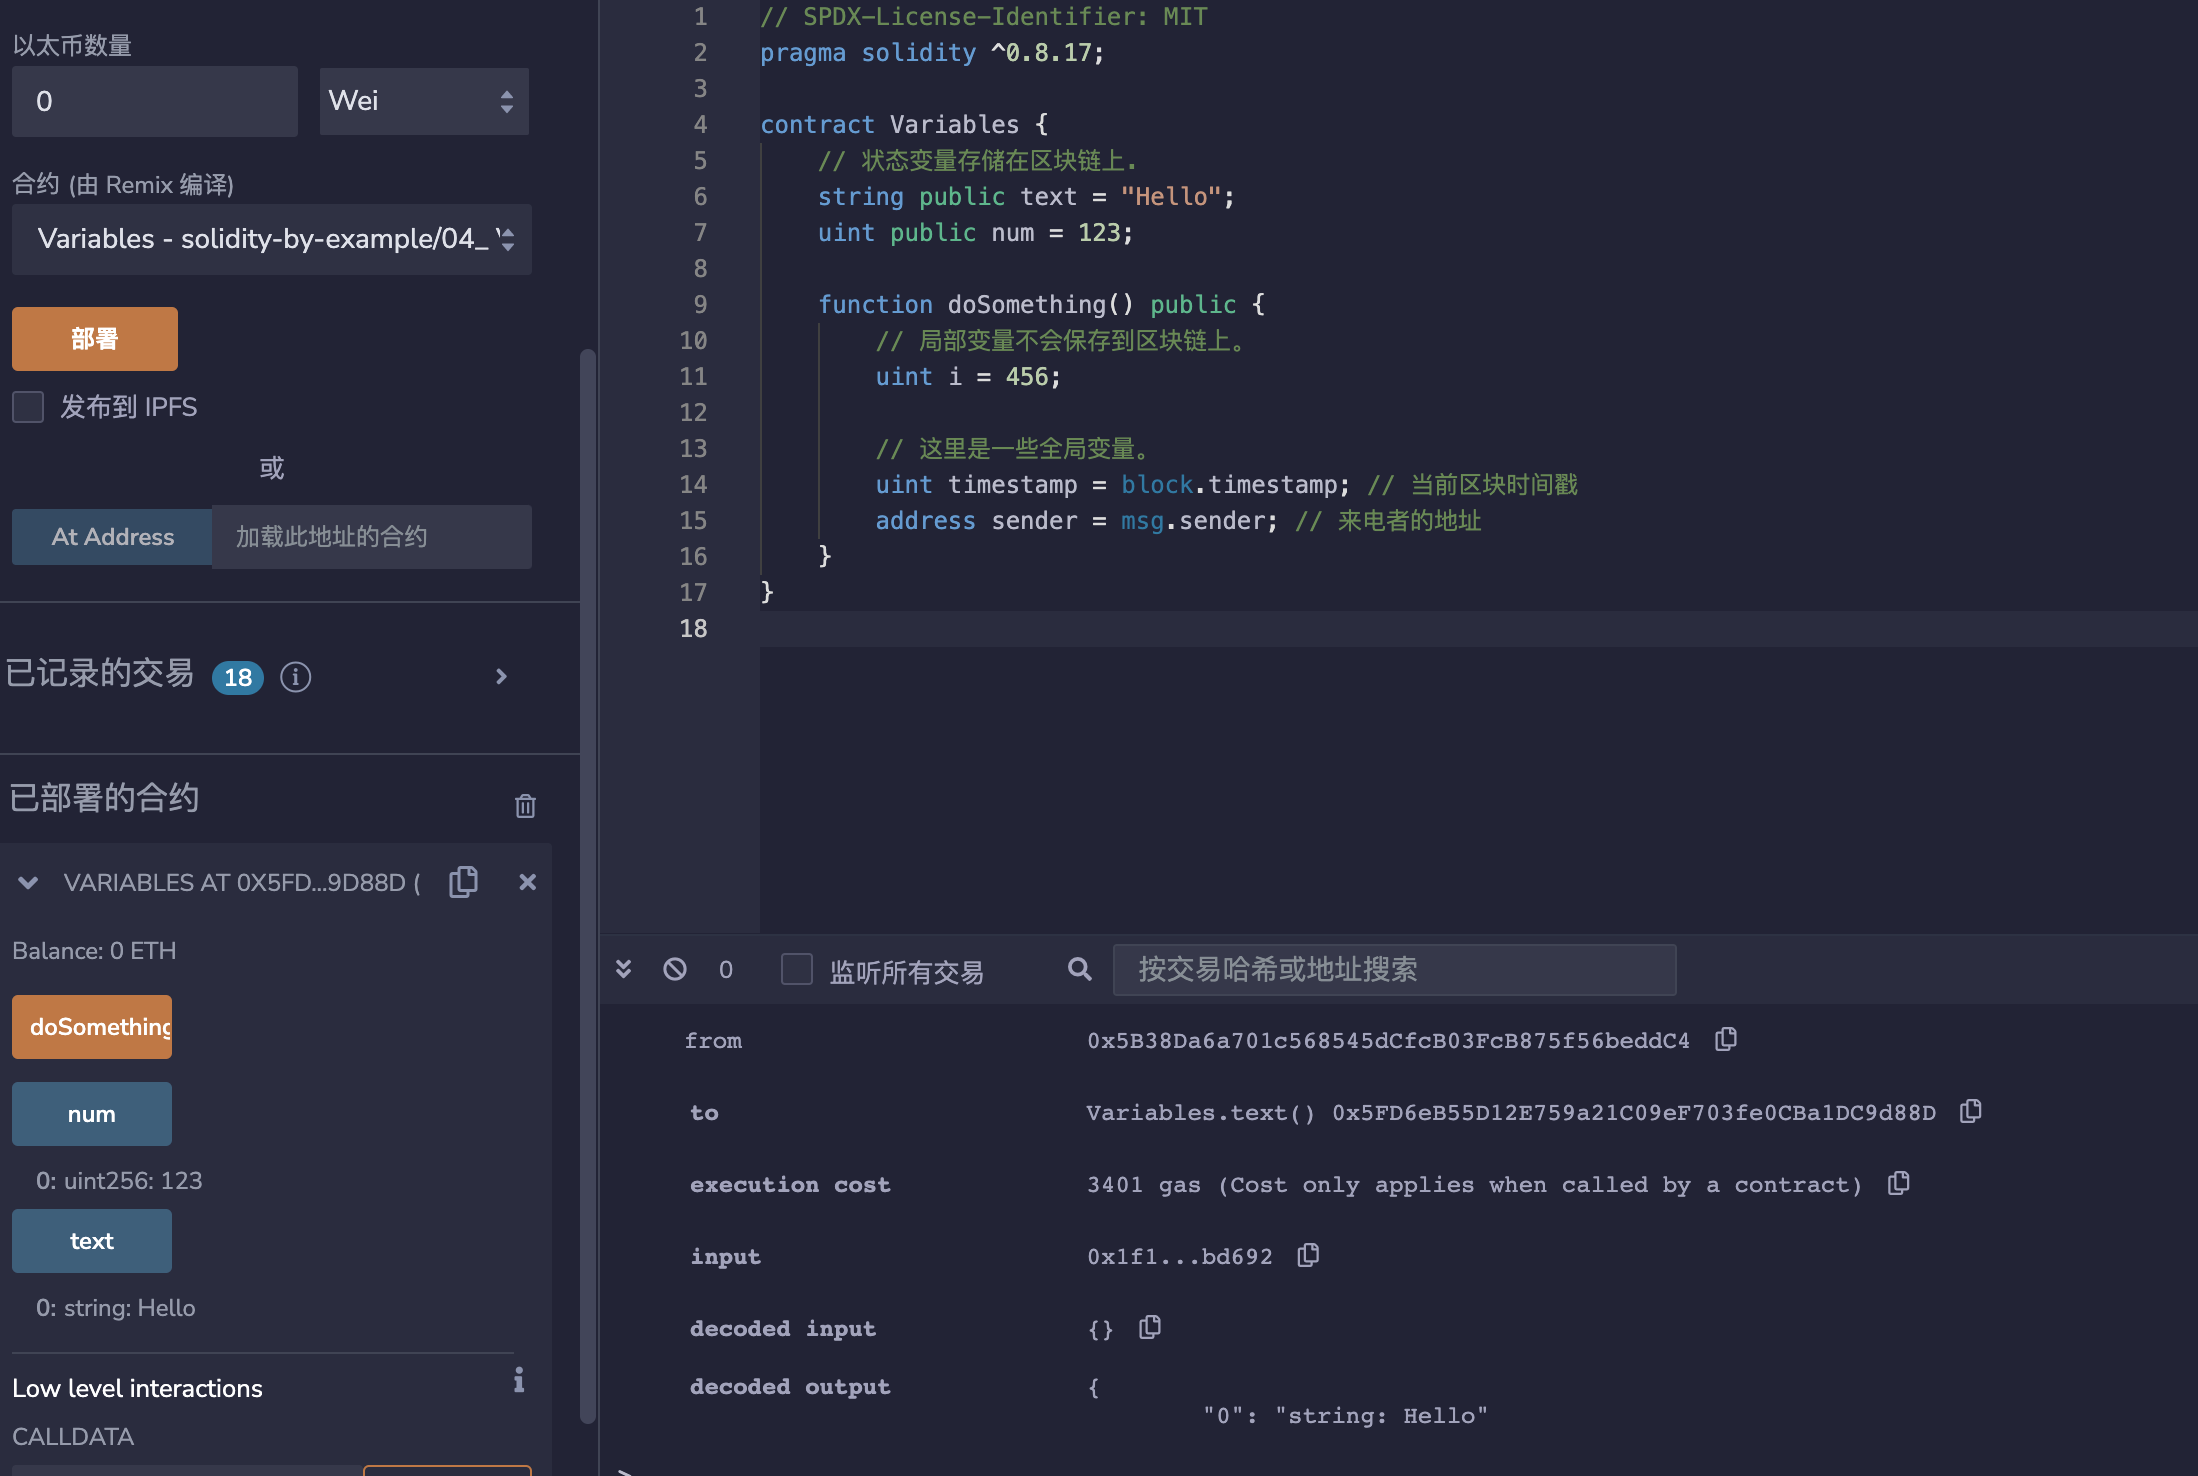 以太币数量
0
Wei
合约 (由 Remix 编译)
Variables - solidity-by-example/04_
部署
发布到 IPFS
或
At Address
加载此地址的合约
已记录的交易 18
已部署的合约
VARIABLES AT 0X5FD...9D88D (
Balance: 0 ETH
doSomething
num
0: uint256: 123
text
0: string: Hello
Low level interactions
CALLDATA
1 // SPDX-License-Identifier: MIT
2 pragma solidity ^0.8.17;
3
4 contract Variables {
5 // 状态变量存储在区块链上.
6 string public text = "Hello";
7 uint public num = 123;
8
9 function doSomething() public {
10 // 局部变量不会保存到区块链上。
11 uint i = 456;
12
13 // 这里是一些全局变量。
14 uint timestamp = block.timestamp; // 当前区块时间戳
15 address sender = msg.sender; // 来电者的地址
16 }
17 }
18
0
监听所有交易
按交易哈希或地址搜索
from 0x5B38Da6a701c568545dCfcB03FcB875f56beddC4
to Variables.text() 0x5FD6eB55D12E759a21C09eF703fe0CBa1DC9d88D
execution cost 3401 gas (Cost only applies when called by a contract)
input 0x1f1...bd692
decoded input {}
decoded output {
"0": "string: Hello"